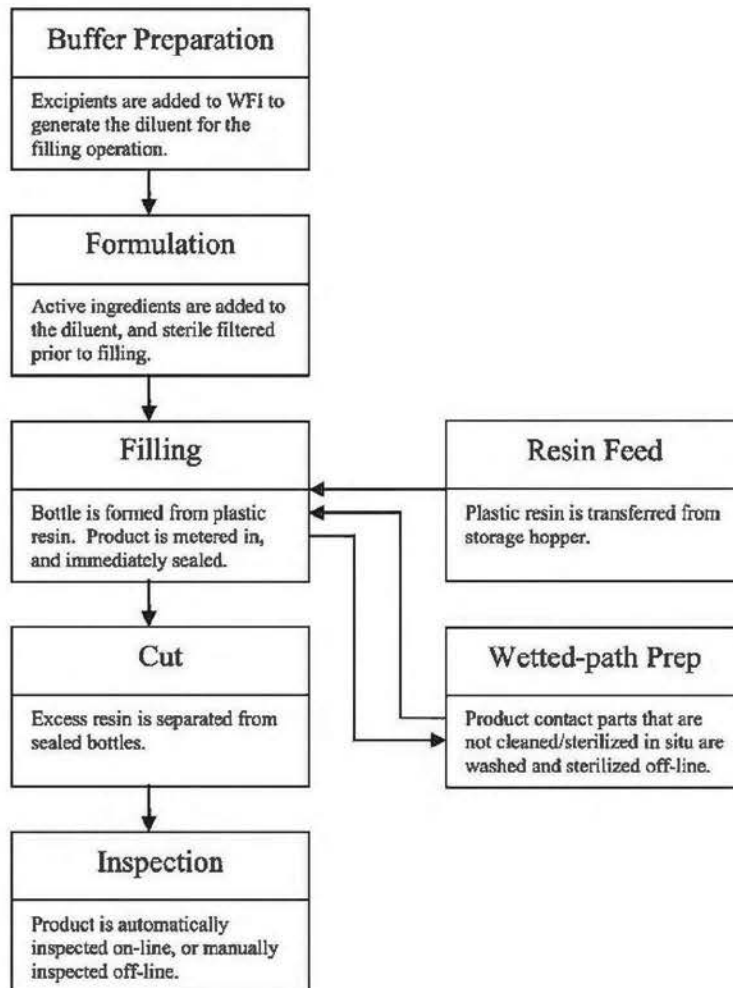 Buffer Preparation
Excipients are added to WFI to
generate the diluent for the
filling operation.
Formulation
Active ingredients are added to
the diluent, and sterile filtered
prior to filling.
Filling
Bottle is formed from plastic
resin. Product is metered in,
and immediately sealed.
Resin Feed
Plastic resin is transferred from
storage hopper.
Cut
Excess resin is separated from
sealed bottles.
Wetted-path Prep
Product contact parts that are
not cleaned/sterilized in situ are
washed and sterilized off-line.
Inspection
Product is automatically
inspected on-line, or manually
inspected off-line.